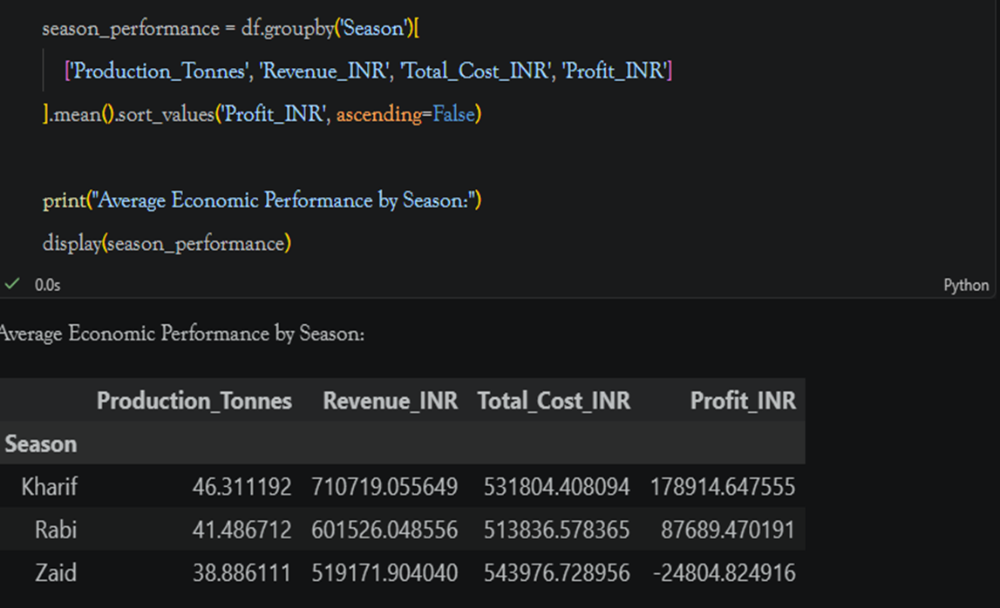 season_performance = df.groupby('Season')[
['Production_Tonnes', 'Revenue_INR', 'Total_Cost_INR', 'Profit_INR']
].mean().sort_values('Profit_INR', ascending=False)
print("Average Economic Performance by Season:")
display(season_performance)
0.0s Python
Average Economic Performance by Season:
Production_Tonnes Revenue_INR Total_Cost_INR Profit_INR
Season
Kharif 46.311192 710719.055649 531804.408094 178914.647555
Rabi 41.486712 601526.048556 513836.578365 87689.470191
Zaid 38.886111 519171.904040 543976.728956 -24804.824916